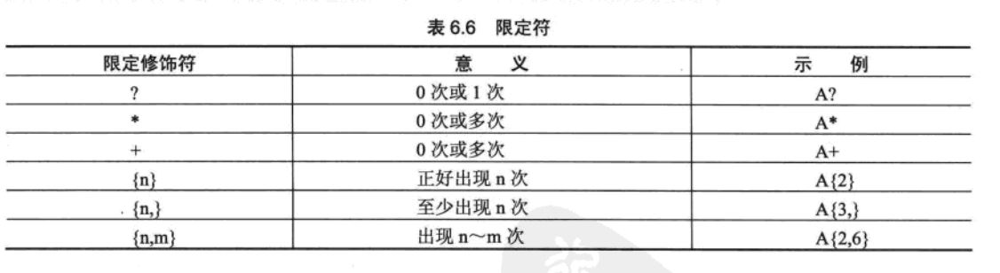 表 6.6 限定符
限定修饰符 意 义 示 例
? 0 次或 1 次 A?
* 0 次或多次 A*
+ 0 次或多次 A+
{n} 正好出现 n 次 A{2}
{n,} 至少出现 n 次 A{3,}
{n,m} 出现 n～m 次 A{2,6}